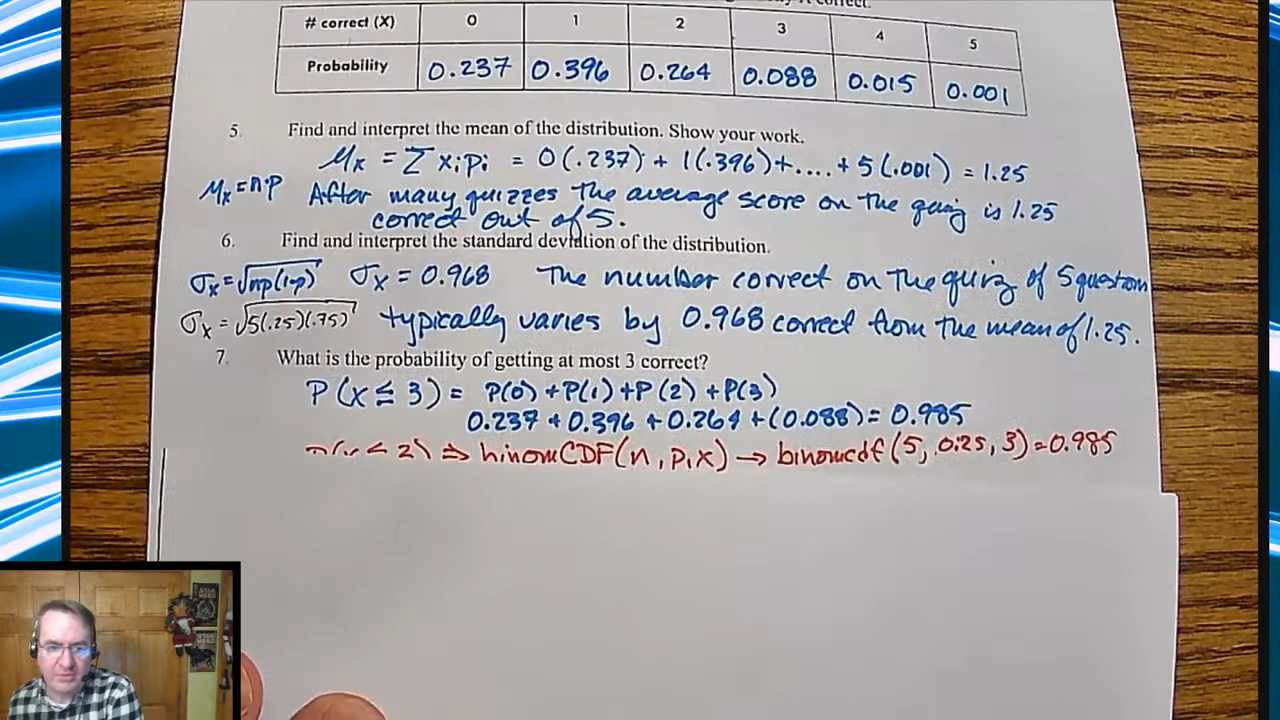 correct.
# correct (X) 0 1 2 3 4 5
Probability 0.237 0.396 0.264 0.088 0.015 0.001
5. Find and interpret the mean of the distribution. Show your work.
μx = Σ xipi = 0(.237) + 1(.396)+....+5(.001) = 1.25
μx=n·p After many quizzes the average score on the quiz is 1.25
correct out of 5.
6. Find and interpret the standard deviation of the distribution.
σx=√np(1-p) σx = 0.968 The number correct on the quiz of 5 question
σx=√5(.25)(.75) typically varies by 0.968 correct from the mean of 1.25.
7. What is the probability of getting at most 3 correct?
P(x≤3) = P(0)+P(1)+P(2)+P(3)
0.237+0.396+0.264+(0.088)=0.985
⇒ binomCDF(n, p, x) → binomcdf(5, 0.25, 3)=0.985
STAR WARS